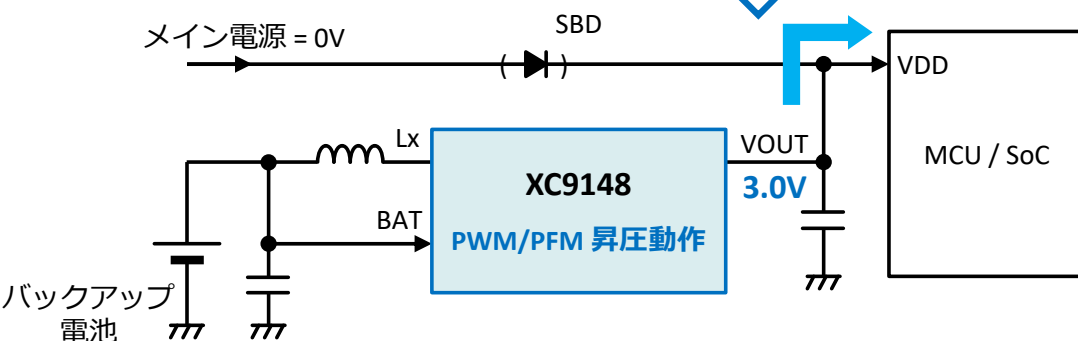 メイン電源 = 0V
SBD
( )
VDD
Lx
VOUT
MCU / SoC
XC9148
3.0V
BAT
PWM/PFM 昇圧動作
バックアップ
電池